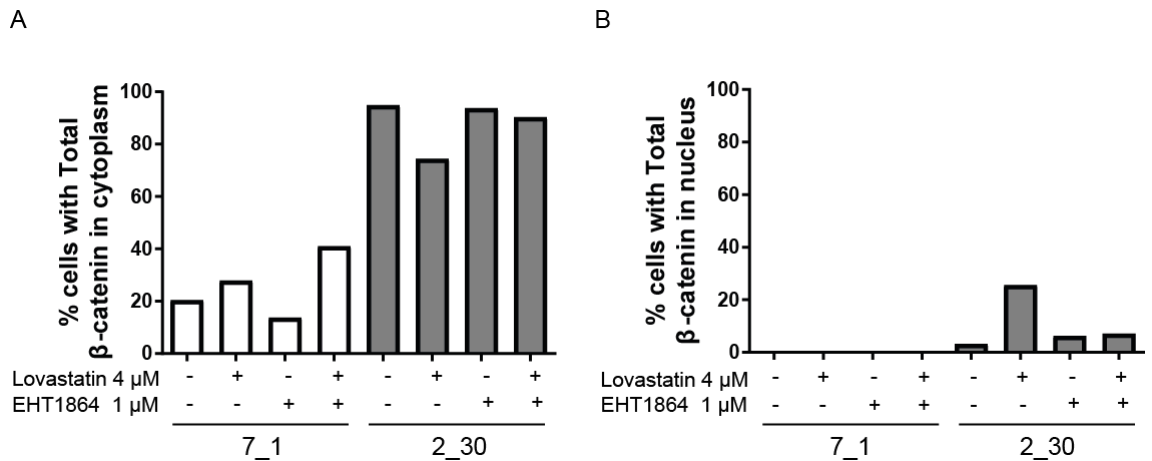 A
B
% cells with Total
β-catenin in cytoplasm
100
80
60
40
20
0
Lovastatin 4 μM - + - + - + - +
EHT1864 1 μM - - + + - - + +
7_1 2_30
% cells with Total
β-catenin in nucleus
100
80
60
40
20
0
Lovastatin 4 μM - + - + - + - +
EHT1864 1 μM - - + + - - + +
7_1 2_30